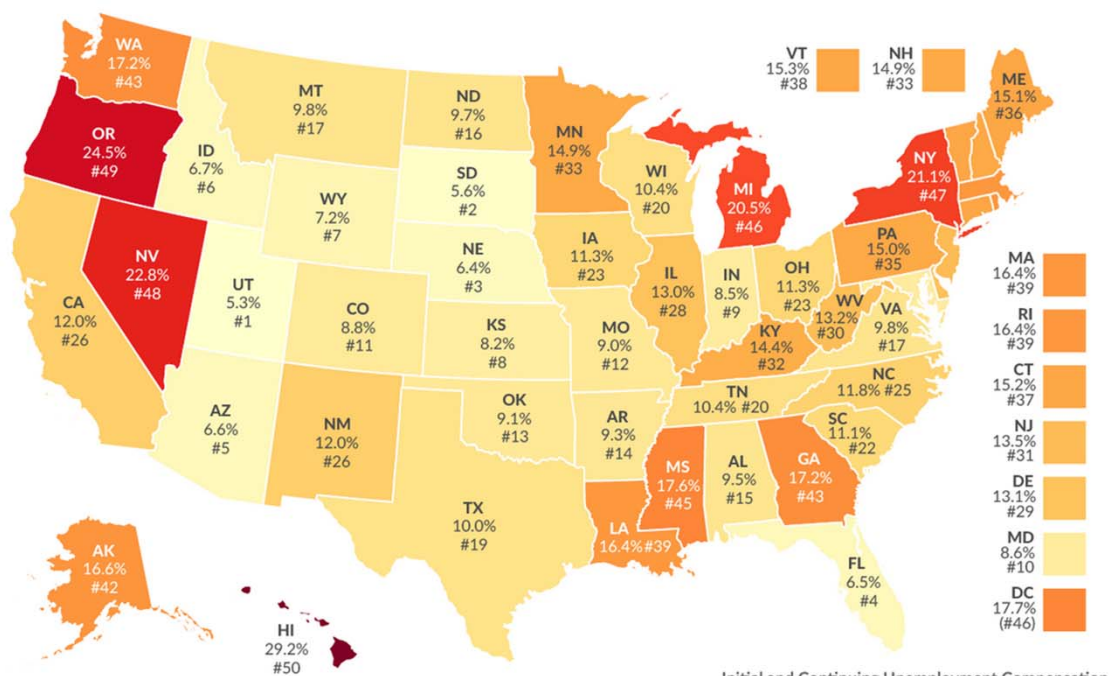 WA
17.2%
#43
OR
24.5%
#49
ID
6.7%
#6
MT
9.8%
#17
ND
9.7%
#16
MN
14.9%
#33
VT
15.3%
#38
NH
14.9%
#33
ME
15.1%
#36
SD
5.6%
#2
WI
10.4%
#20
MI
20.5%
#46
NY
21.1%
#47
WY
7.2%
#7
NV
22.8%
#48
UT
5.3%
#1
CA
12.0%
#26
CO
8.8%
#11
NE
6.4%
#3
IA
11.3%
#23
IL
13.0%
#28
IN
8.5%
#9
OH
11.3%
#23
PA
15.0%
#35
WV
13.2%
#30
VA
9.8%
#17
KY
14.4%
#32
KS
8.2%
#8
MO
9.0%
#12
NC
11.8% #25
TN
10.4% #20
SC
11.1%
#22
AZ
6.6%
#5
NM
12.0%
#26
OK
9.1%
#13
AR
9.3%
#14
MS
17.6%
#45
AL
9.5%
#15
GA
17.2%
#43
TX
10.0%
#19
LA
16.4% #39
FL
6.5%
#4
AK
16.6%
#42
HI
29.2%
#50
MA
16.4%
#39
RI
16.4%
#39
CT
15.2%
#37
NJ
13.5%
#31
DE
13.1%
#29
MD
8.6%
#10
DC
17.7%
(#46)
Initial and Continuing Unemployment Compensation